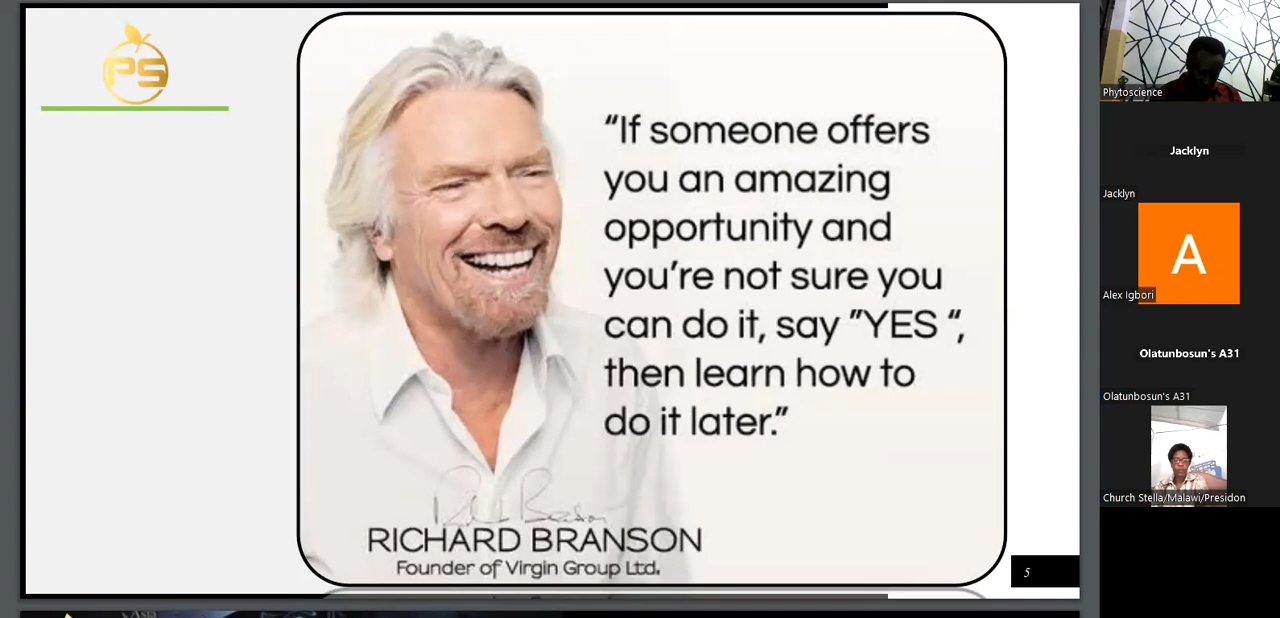 PS
“If someone offers
you an amazing
opportunity and
you’re not sure you
can do it, say ”YES “,
then learn how to
do it later.”
RICHARD BRANSON
Founder of Virgin Group Ltd.
5
Phytoscience
Jacklyn
Jacklyn
A
Alex Igbori
Olatunbosun's A31
Olatunbosun's A31
Church Stella/Malawi/Presidon